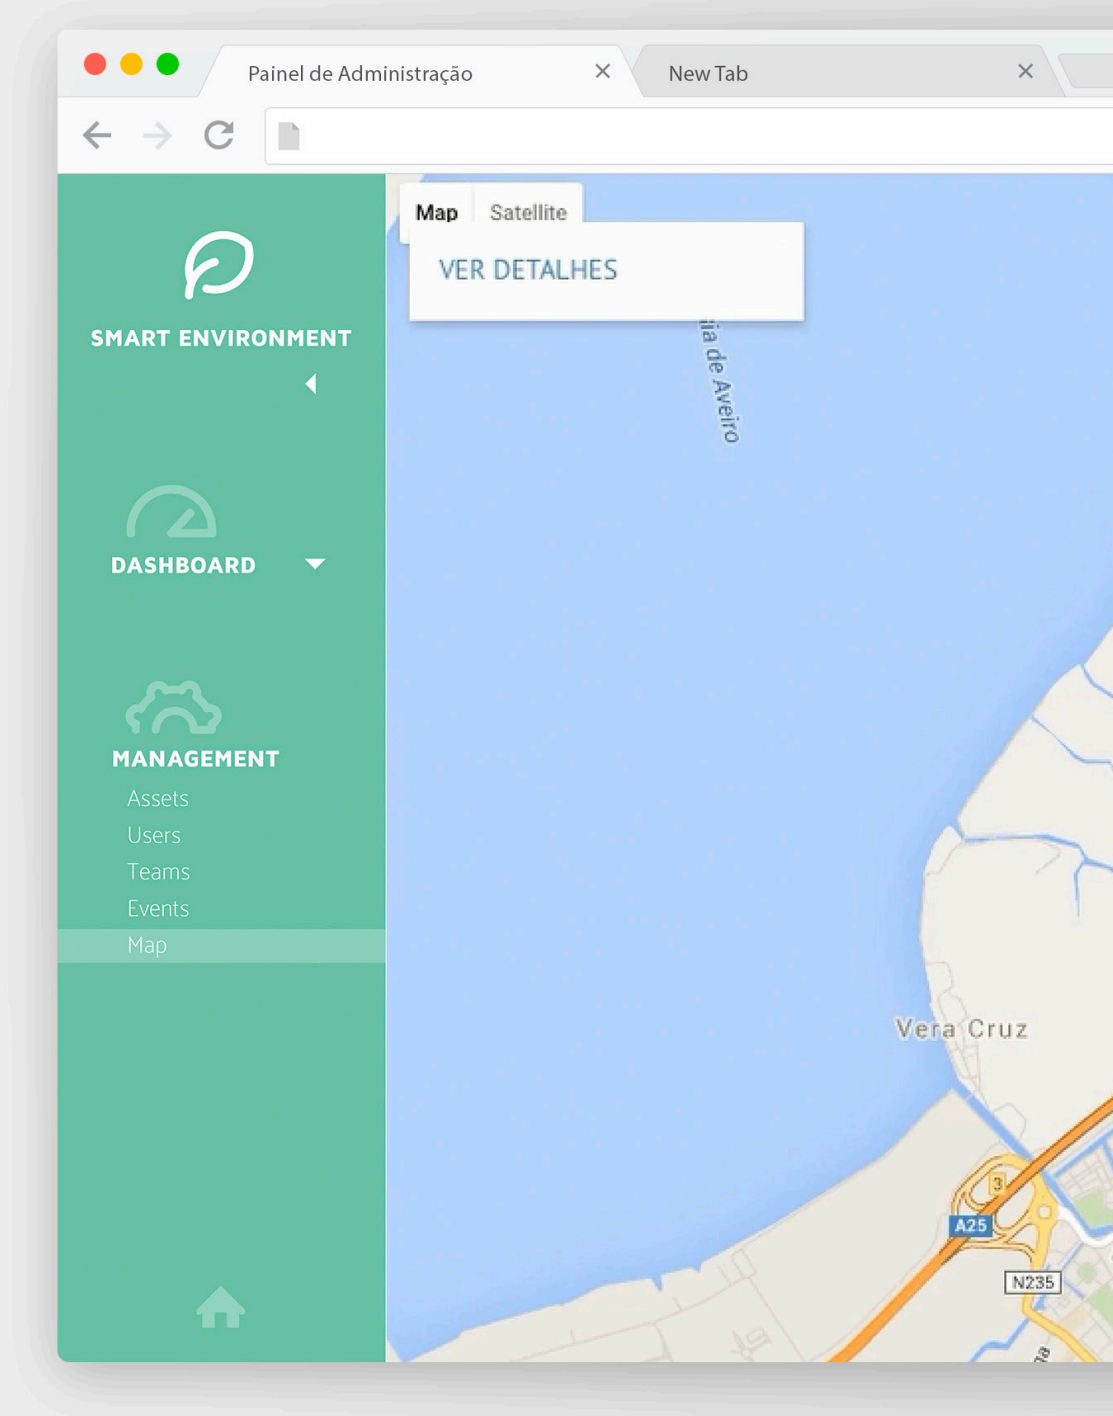 Painel de Administração
New Tab
SMART ENVIRONMENT
DASHBOARD
MANAGEMENT
Assets
Users
Teams
Events
Map
Map
Satellite
VER DETALHES
de Aveiro
Vera Cruz
3
A25
N235